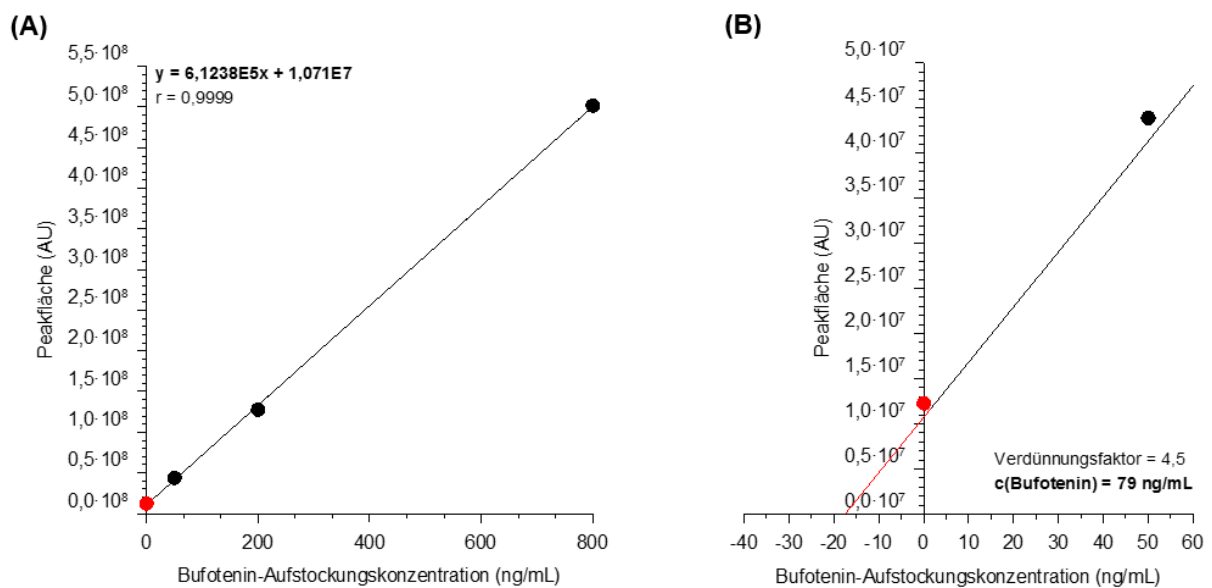 (A)
5,5·10⁸
y = 6,1238E5x + 1,071E7
r = 0,9999
5,0·10⁸
4,5·10⁸
4,0·10⁸
3,5·10⁸
3,0·10⁸
2,5·10⁸
2,0·10⁸
1,5·10⁸
1,0·10⁸
0,5·10⁸
0,0·10⁸
Peakfläche (AU)
0 200 400 600 800
Bufotenin-Aufstockungskonzentration (ng/mL)
(B)
5,0·10⁷
4,5·10⁷
4,0·10⁷
3,5·10⁷
3,0·10⁷
2,5·10⁷
2,0·10⁷
1,5·10⁷
1,0·10⁷
0,5·10⁷
0,0·10⁷
Peakfläche (AU)
Verdünnungsfaktor = 4,5
c(Bufotenin) = 79 ng/mL
-40 -30 -20 -10 0 10 20 30 40 50 60
Bufotenin-Aufstockungskonzentration (ng/mL)